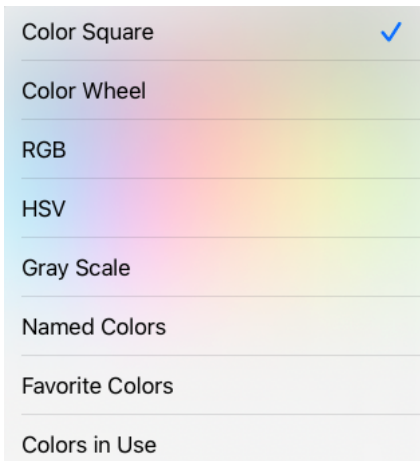 Color Square
Color Wheel
RGB
HSV
Gray Scale
Named Colors
Favorite Colors
Colors in Use